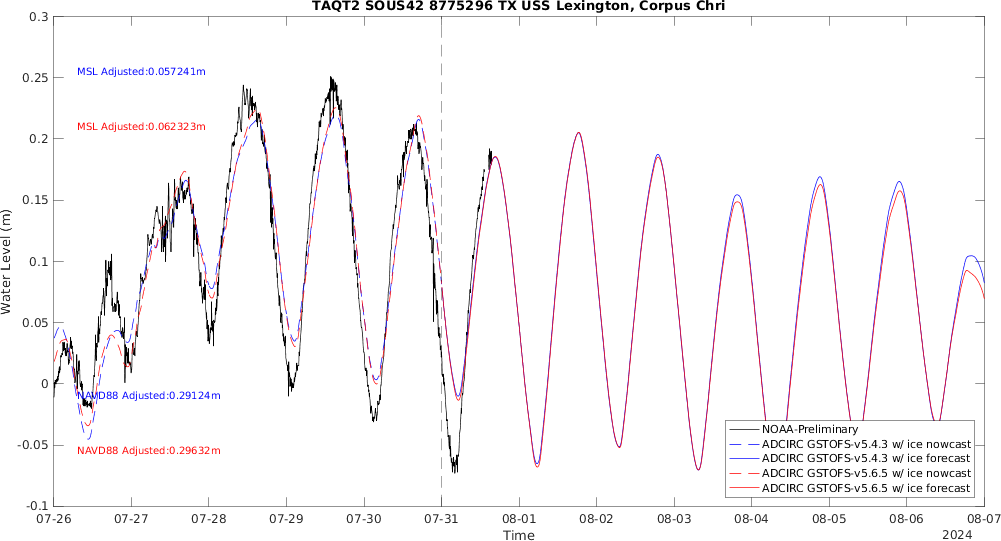 TAQT2 SOUS42 8775296 TX USS Lexington, Corpus Chri
0.3
0.25
0.2
0.15
0.1
0.05
0
-0.05
-0.1
Water Level (m)
MSL Adjusted:0.057241m
MSL Adjusted:0.062323m
NAVD88 Adjusted:0.29124m
NAVD88 Adjusted:0.29632m
NOAA-Preliminary
ADCIRC GSTOFS-v5.4.3 w/ ice nowcast
ADCIRC GSTOFS-v5.4.3 w/ ice forecast
ADCIRC GSTOFS-v5.6.5 w/ ice nowcast
ADCIRC GSTOFS-v5.6.5 w/ ice forecast
07-26 07-27 07-28 07-29 07-30 07-31 08-01 08-02 08-03 08-04 08-05 08-06 08-07
Time
2024